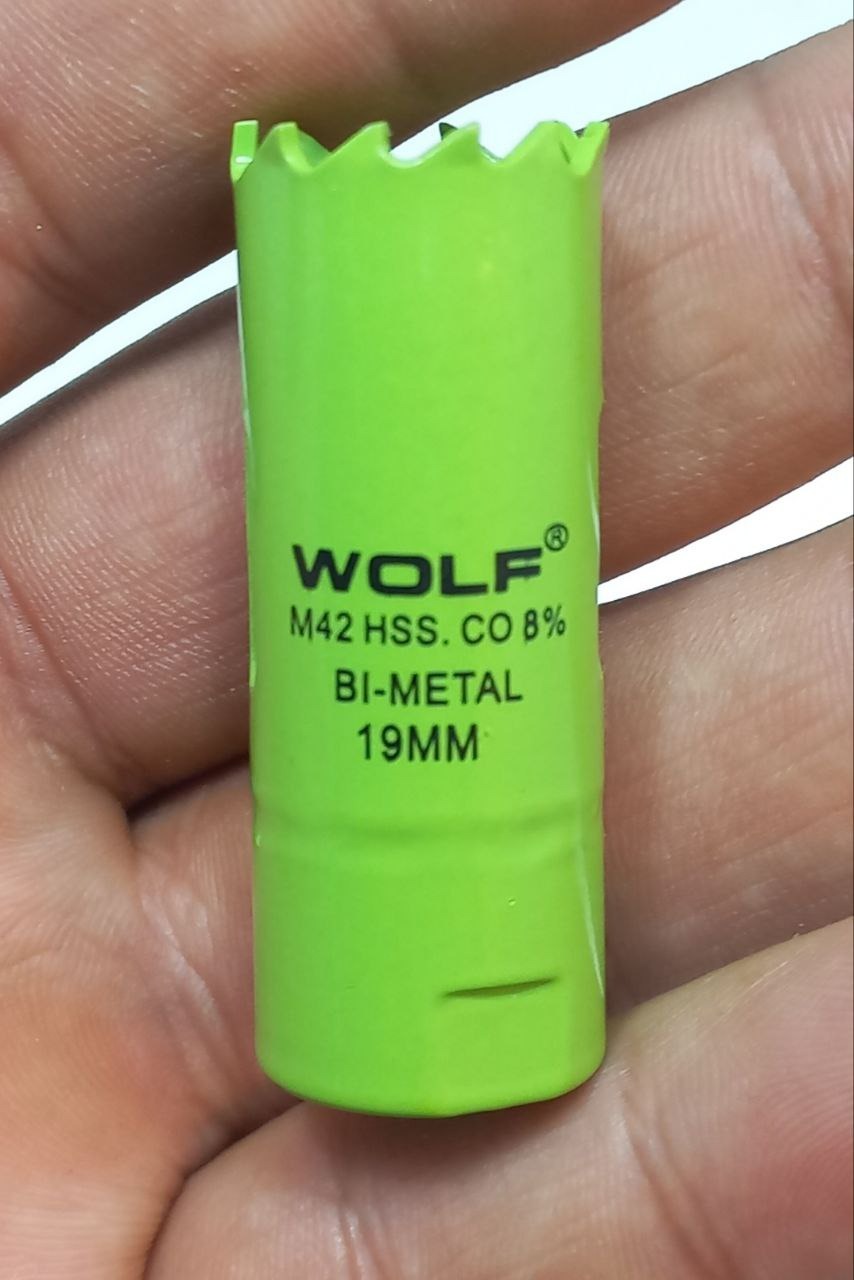 WOLF®
M42 HSS. CO 8%
BI-METAL
19MM